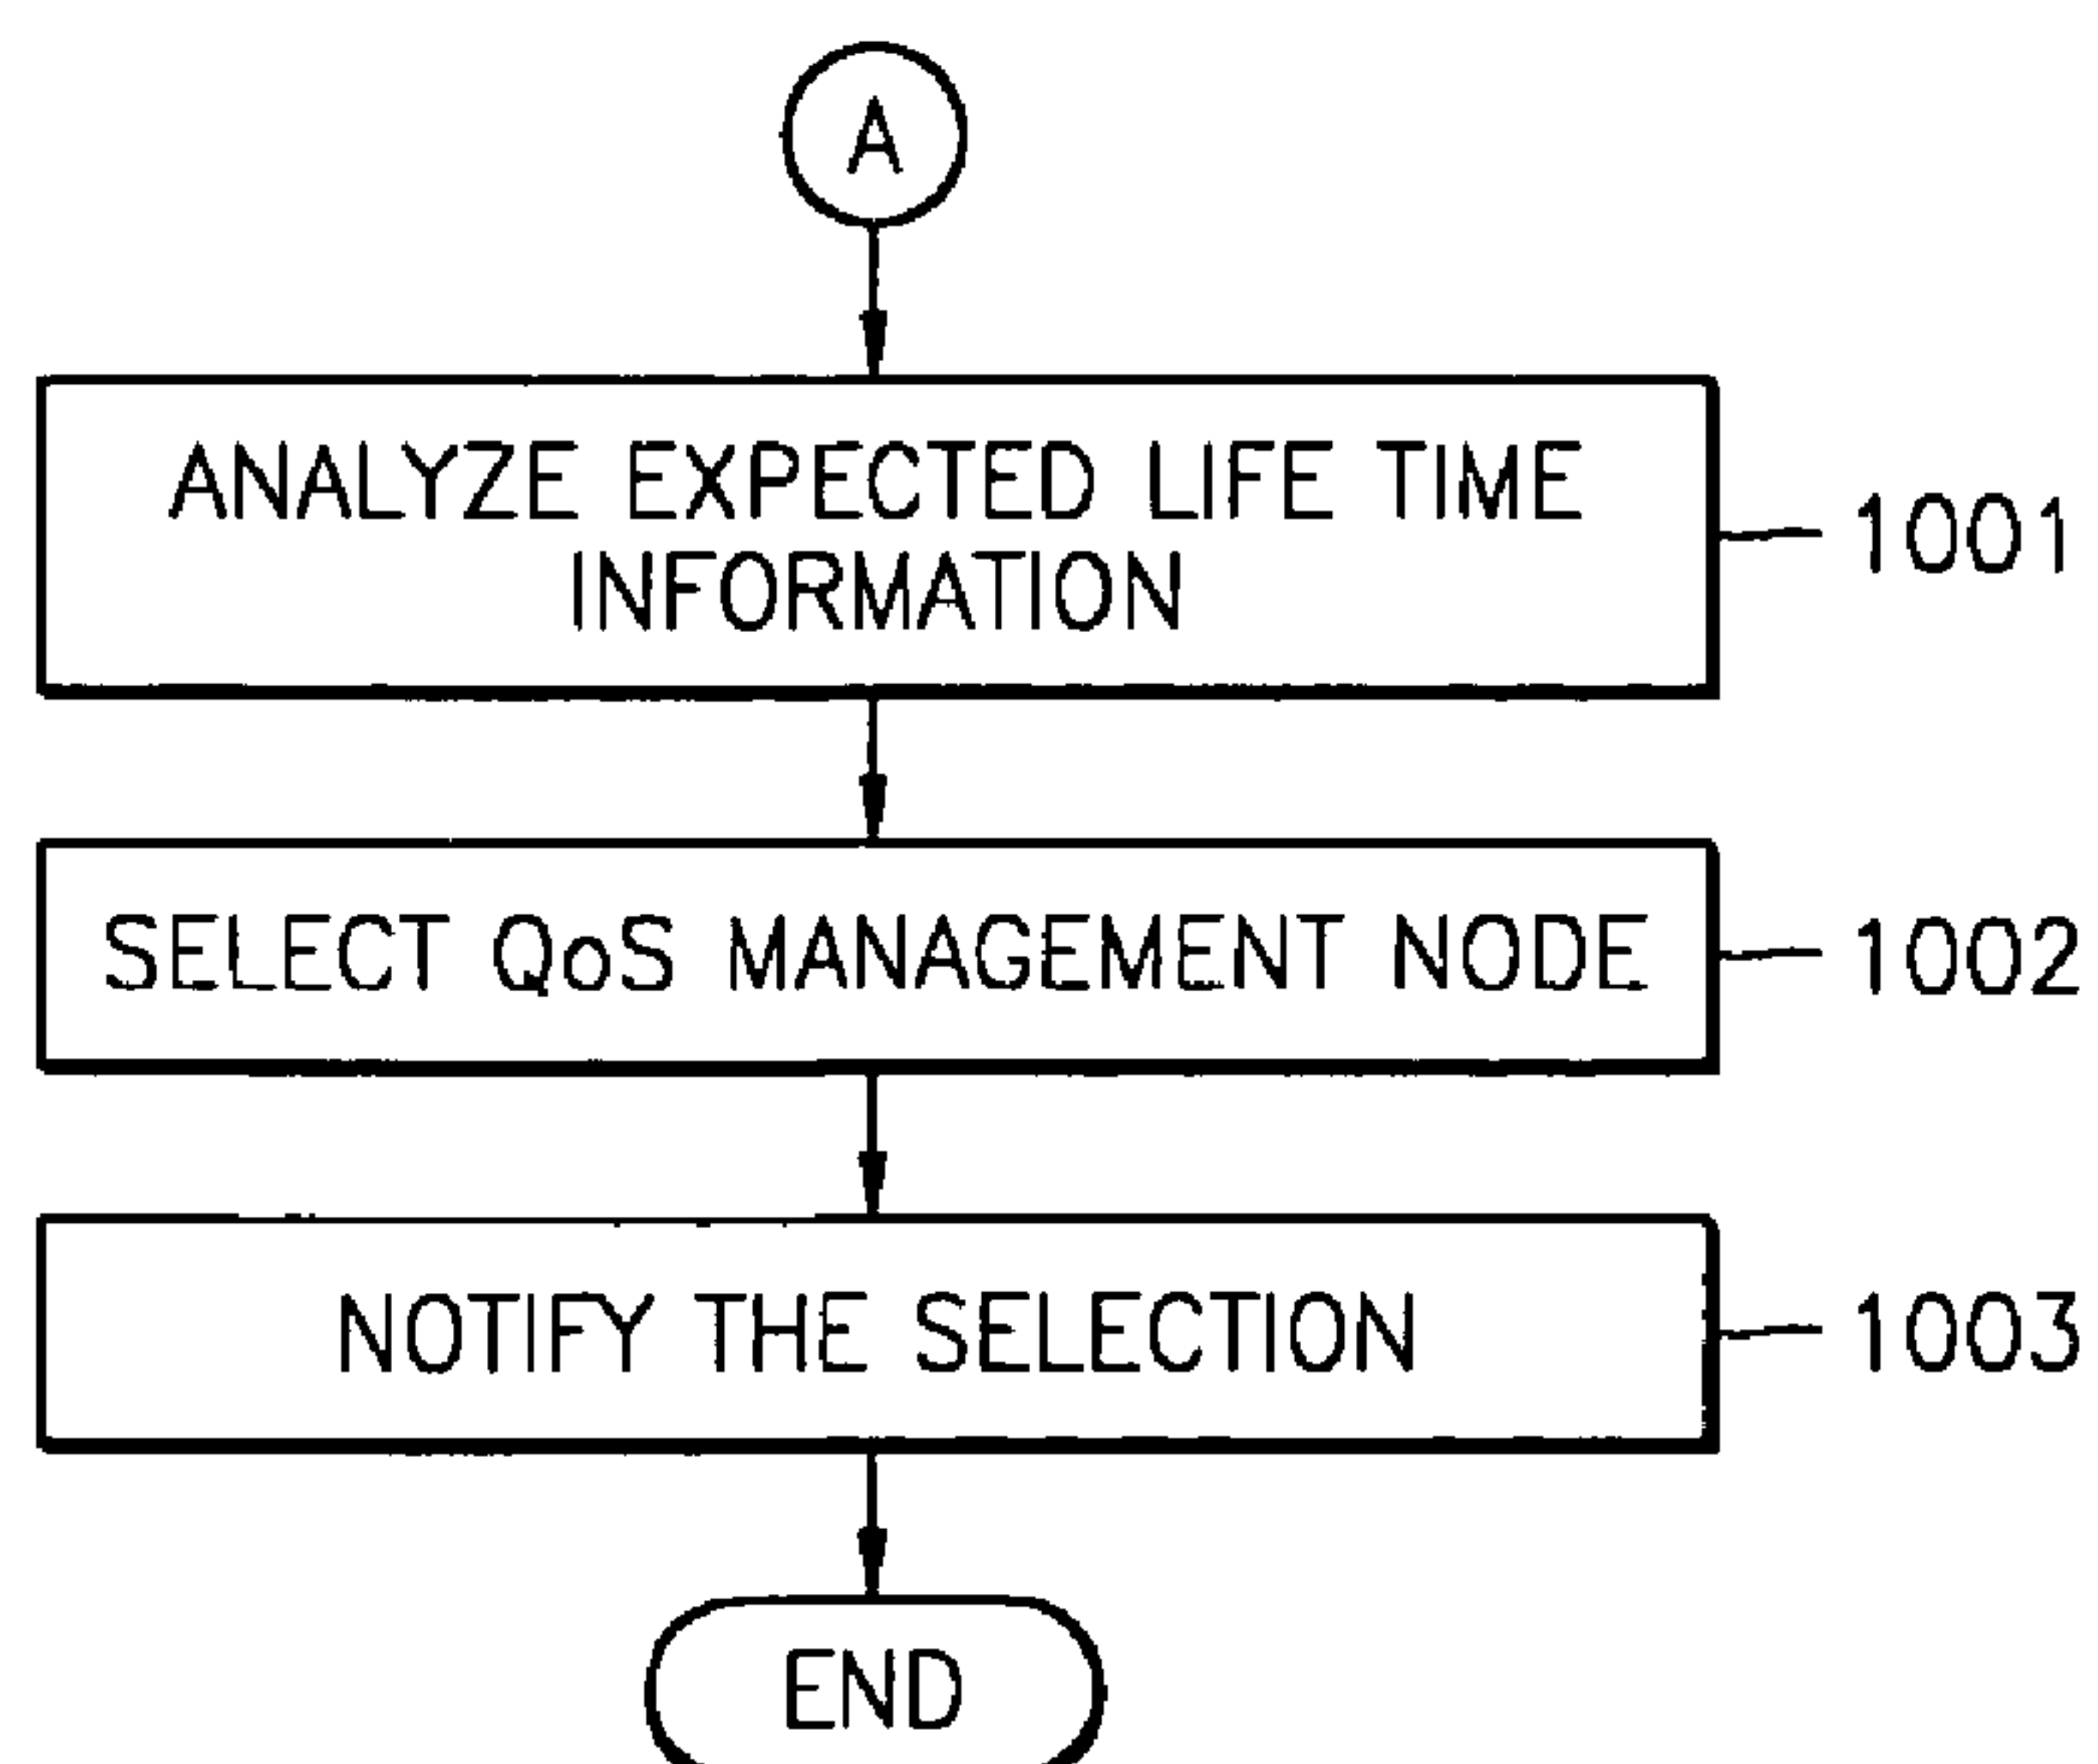 A
ANALYZE EXPECTED LIFE TIME
INFORMATION
1001
SELECT QoS MANAGEMENT NODE
1002
NOTIFY THE SELECTION
1003
END